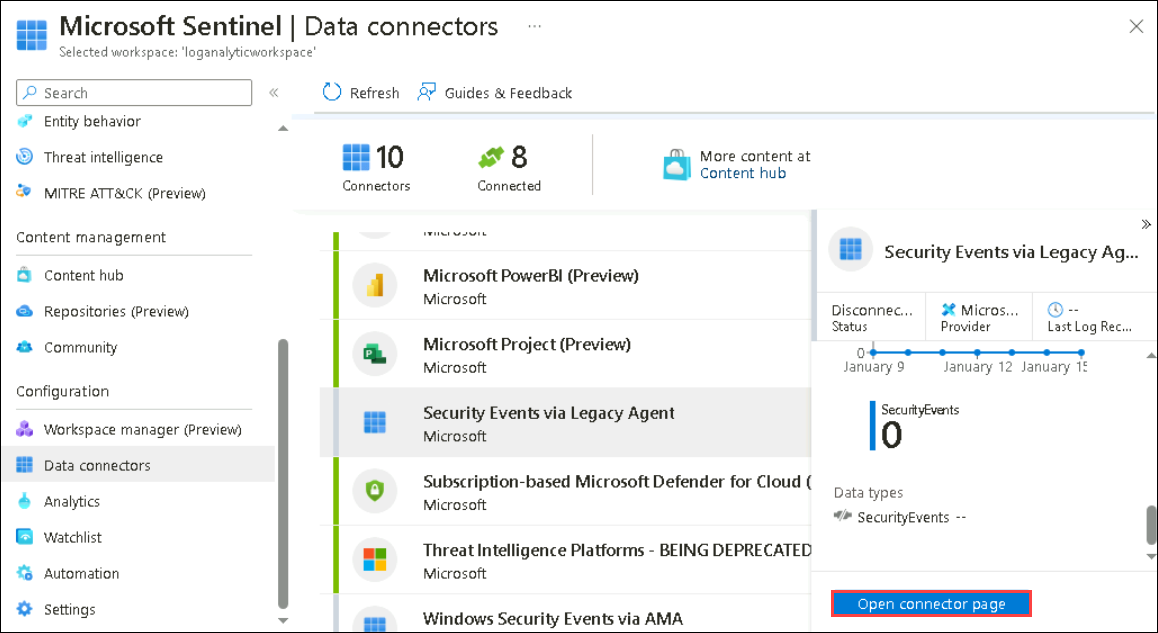 Microsoft Sentinel | Data connectors ...
Selected workspace: 'loganalyticworkspace'
Search
«
Entity behavior
Threat intelligence
MITRE ATT&CK (Preview)
Content management
Content hub
Repositories (Preview)
Community
Configuration
Workspace manager (Preview)
Data connectors
Analytics
Watchlist
Automation
Settings
Refresh
Guides & Feedback
10
Connectors
8
Connected
More content at
Content hub
Microsoft
Microsoft PowerBI (Preview)
Microsoft
Microsoft Project (Preview)
Microsoft
Security Events via Legacy Agent
Microsoft
Subscription-based Microsoft Defender for Cloud (
Microsoft
Threat Intelligence Platforms - BEING DEPRECATED
Microsoft
Windows Security Events via AMA
»
Security Events via Legacy Ag...
Disconnec...
Status
Micros...
Provider
--
Last Log Rec...
0
January 9 January 12 January 15
SecurityEvents
0
Data types
SecurityEvents --
Open connector page